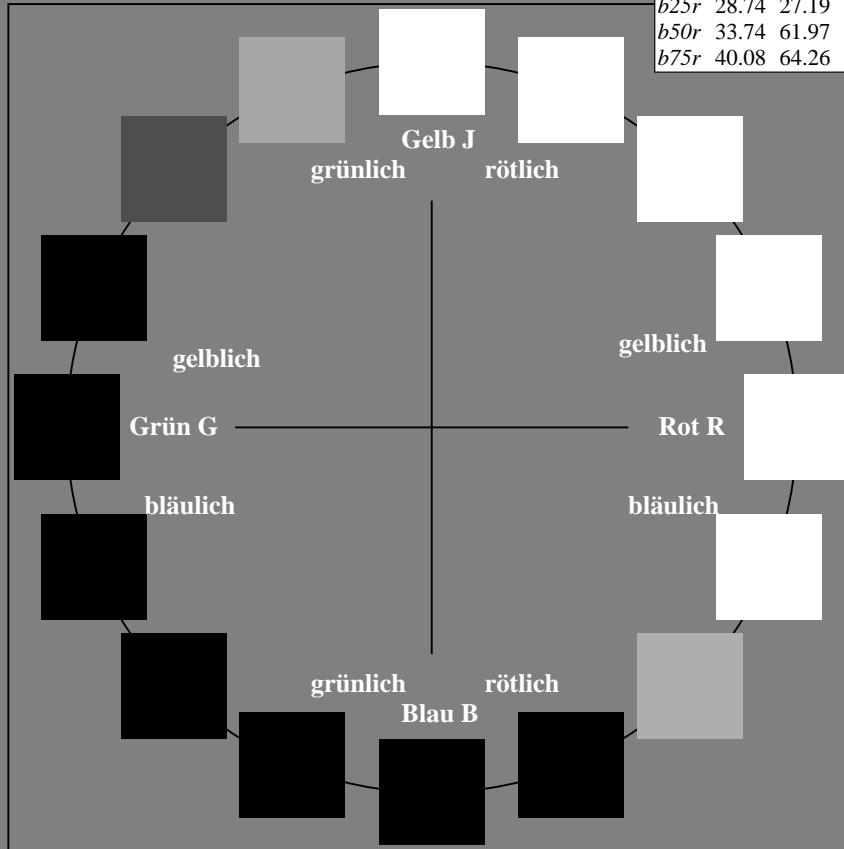 b25r 28.74 27.19
b50r 33.74 61.97
b75r 40.08 64.26
Gelb J
grünlich rötlich
gelblich gelblich
Grün G Rot R
bläulich bläulich
grünlich rötlich
Blau B